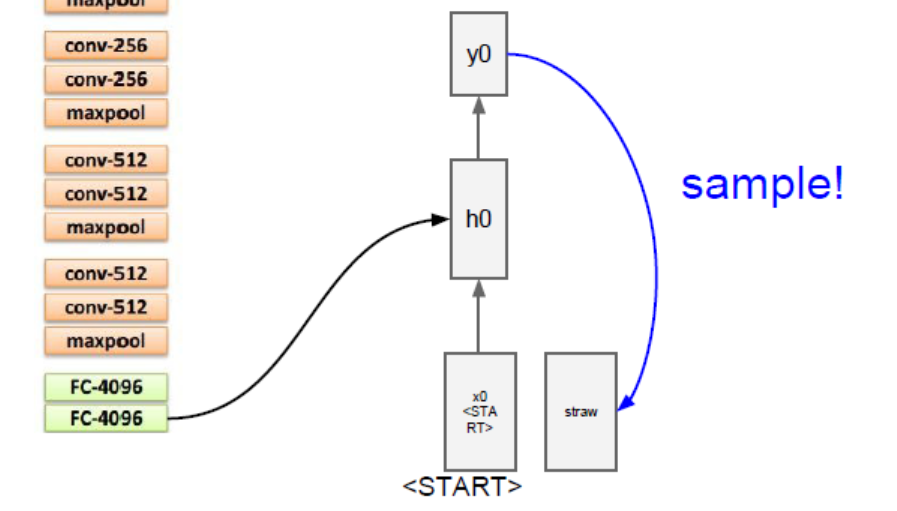 maxpool
conv-256
conv-256
maxpool
conv-512
conv-512
maxpool
conv-512
conv-512
maxpool
FC-4096
FC-4096
y0
h0
x0
<STA
RT>
<START>
straw
sample!